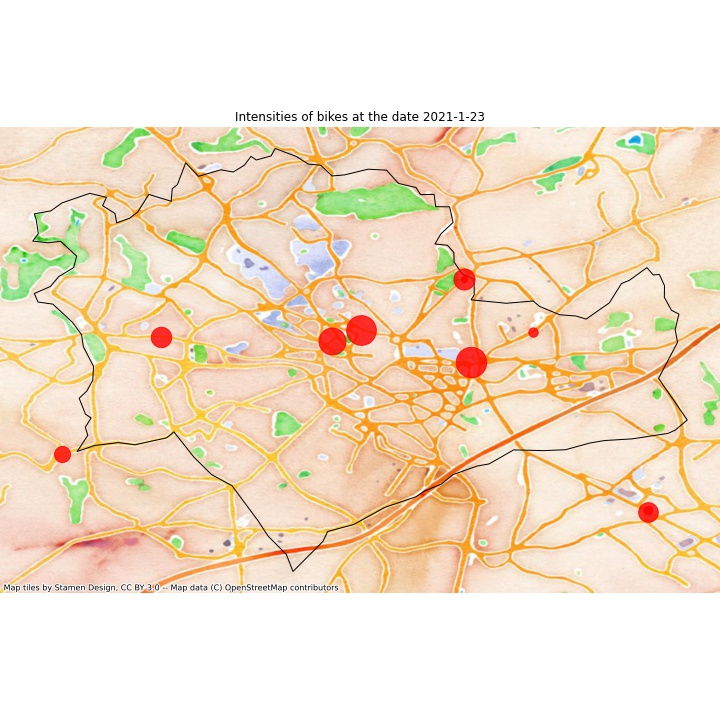 Intensities of bikes at the date 2021-1-23
Map tiles by Stamen Design, CC BY 3.0 -- Map data (C) OpenStreetMap contributors